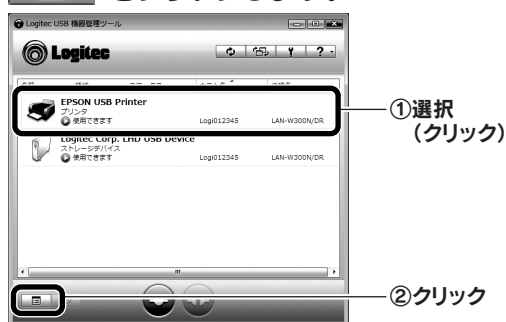 Logitec USB 機器管理ツール
Logitec
EPSON USB Printer
プリンタ
使用できます Logi012345 LAN-W300N/DR
Logitec Corp. LHD USB Device
ストレージデバイス
使用できます Logi012345 LAN-W300N/DR
①選択
（クリック）
②クリック